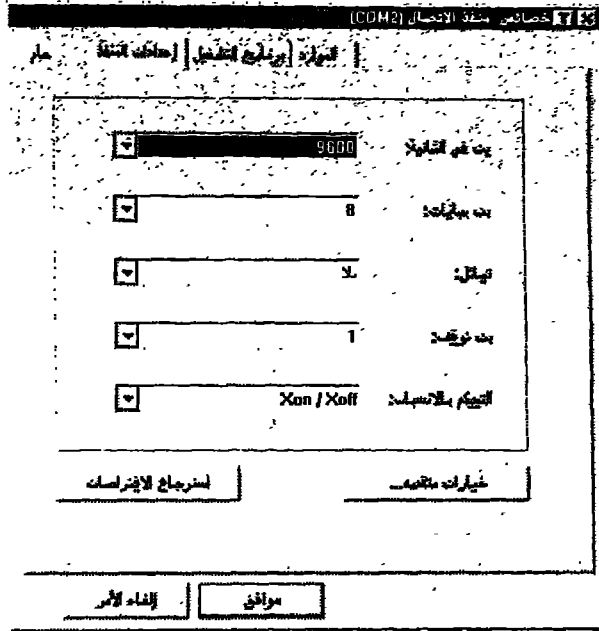 خصائص منفذ الاتصال (COM2)
عام إعدادات المنفذ برنامج التشغيل الموارد
بت في الثانية: 9600
بت بيانات: 8
تماثل: بلا
بت توقف: 1
التحكم بالانسياب: Xon / Xoff
خيارات متقدمة... استرجاع الافتراضات
موافق إلغاء الأمر